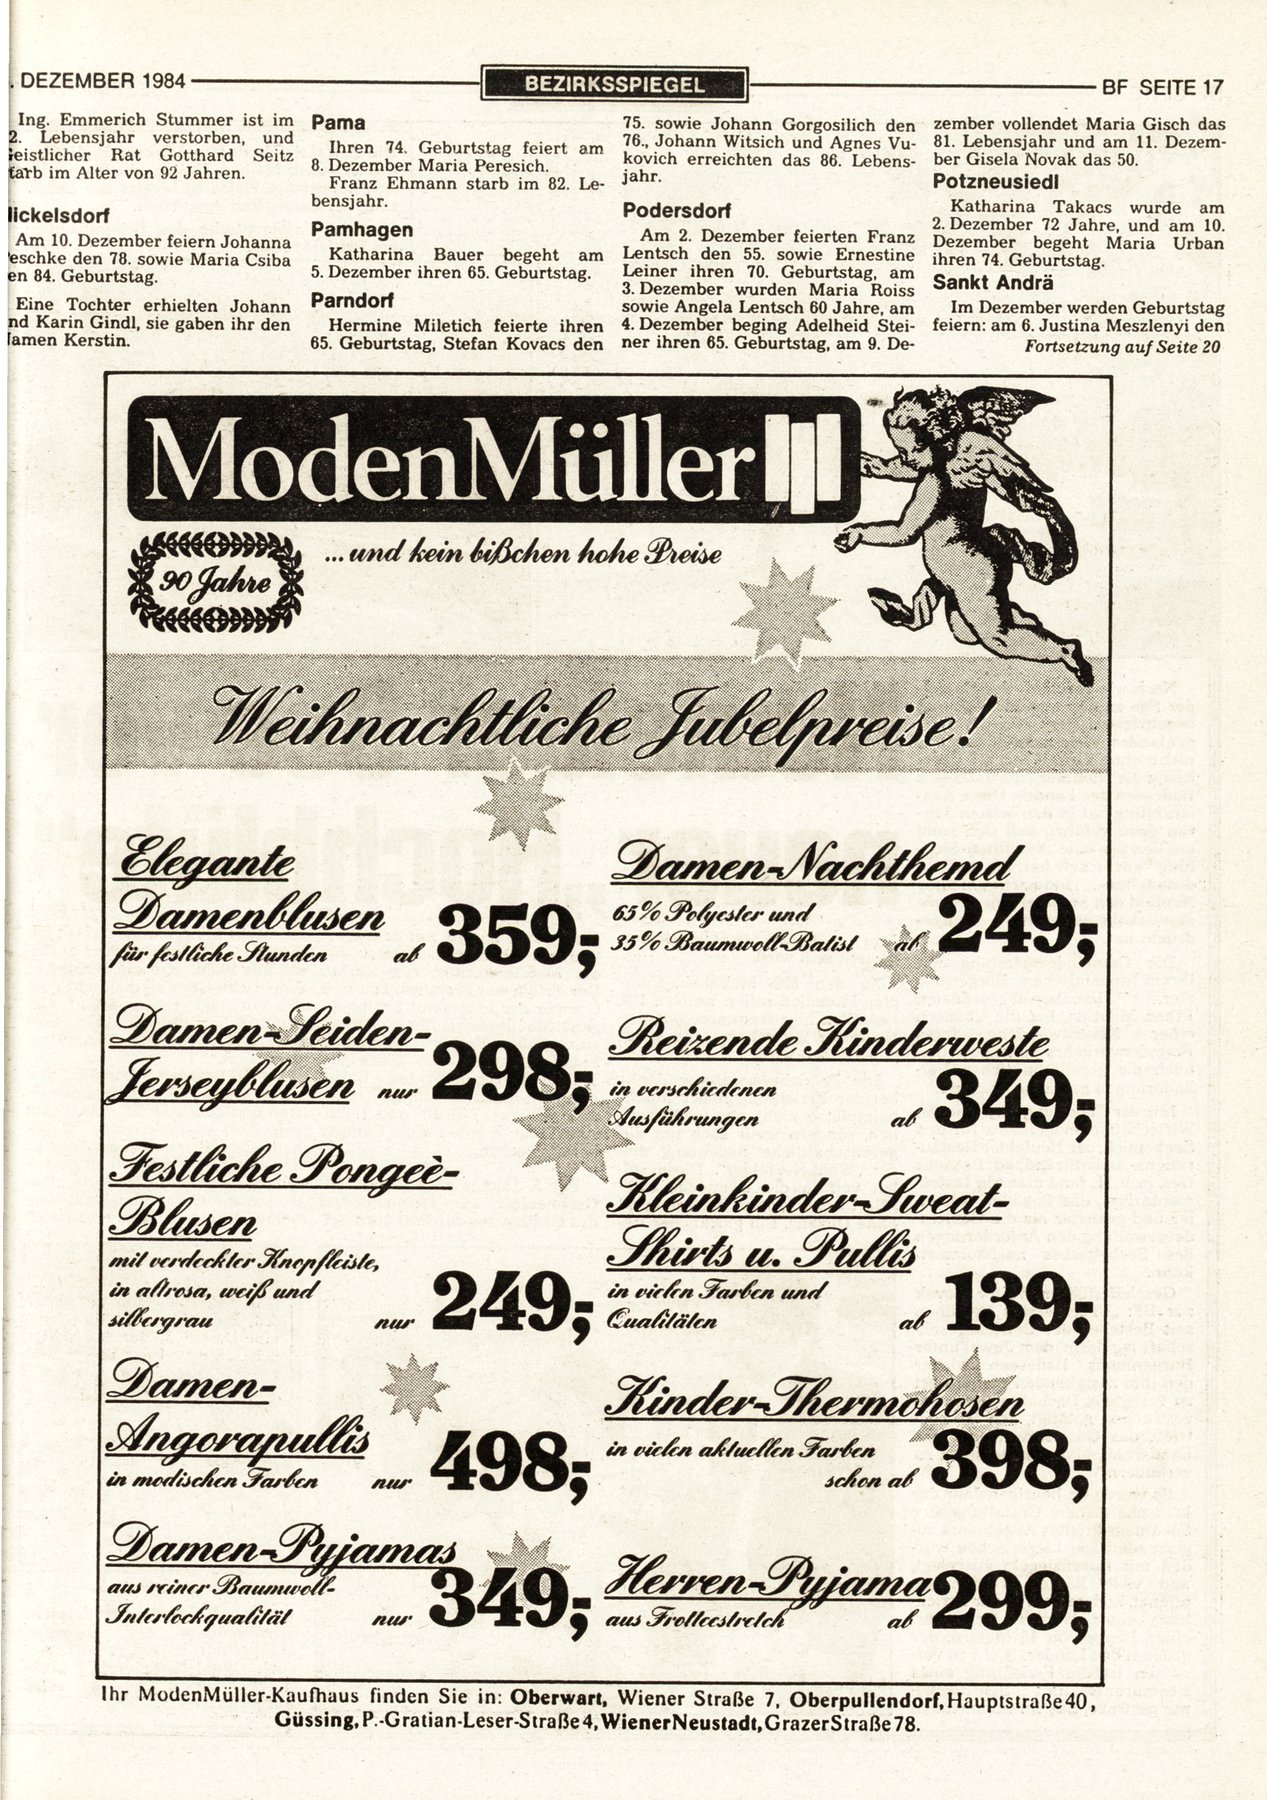 . DEZEMBER 1984
BEZIRKSSPIEGEL
BF SEITE 17
Ing. Emmerich Stummer ist im
2. Lebensjahr verstorben, und
eistlicher Rat Gotthard Seitz
tarb im Alter von 92 Jahren.
ickelsdorf
Am 10. Dezember feiern Johanna
eschke den 78. sowie Maria Csiba
en 84. Geburtstag.
Eine Tochter erhielten Johann
nd Karin Gindl, sie gaben ihr den
amen Kerstin.
Pama
Ihren 74. Geburtstag feiert am
8. Dezember Maria Peresich.
Franz Ehmann starb im 82. Le-
bensjahr.
Pamhagen
Katharina Bauer begeht am
5. Dezember ihren 65. Geburtstag.
Parndorf
Hermine Miletich feierte ihren
65. Geburtstag, Stefan Kovacs den
75. sowie Johann Gorgosilich den
76., Johann Witsich und Agnes Vu-
kovich erreichten das 86. Lebens-
jahr.
Podersdorf
Am 2. Dezember feierten Franz
Lentsch den 55. sowie Ernestine
Leiner ihren 70. Geburtstag, am
3. Dezember wurden Maria Roiss
sowie Angela Lentsch 60 Jahre, am
4. Dezember beging Adelheid Stei-
ner ihren 65. Geburtstag, am 9. De-
zember vollendet Maria Gisch das
81. Lebensjahr und am 11. Dezem-
ber Gisela Novak das 50.
Potzneusiedl
Katharina Takacs wurde am
2. Dezember 72 Jahre, und am 10.
Dezember begeht Maria Urban
ihren 74. Geburtstag.
Sankt Andrä
Im Dezember werden Geburtstag
feiern: am 6. Justina Meszlenyi den
Fortsetzung auf Seite 20
ModenMüller
90 Jahre
... und kein bißchen hohe Preise
Weihnachtliche Jubelpreise!
Elegante
Damenblusen
für festliche Stunden ab 359,-
Damen-Seiden-
Jerseyblusen nur 298,-
Festliche Pongeè-
Blusen
mit verdeckter Knopfleiste,
in altrosa, weiß und
silbergrau nur 249,-
Damen-
Angorapullis
in modischen Farben nur 498,-
Damen-Pyjamas
aus reiner Baumwoll-
Interlockqualität nur 349,-
Damen-Nachthemd
65% Polyester und
35% Baumwoll-Batist ab 249,-
Reizende Kinderweste
in verschiedenen
Ausführungen ab 349,-
Kleinkinder-Sweat-
Shirts u. Pullis
in vielen Farben und
Qualitäten ab 139,-
Kinder-Thermohosen
in vielen aktuellen Farben
schon ab 398,-
Herren-Pyjama
aus Frotteestretch ab 299,-
Ihr ModenMüller-Kaufhaus finden Sie in: Oberwart, Wiener Straße 7, Oberpullendorf, Hauptstraße 40,
Güssing, P.-Gratian-Leser-Straße 4, Wiener Neustadt, Grazer Straße 78.